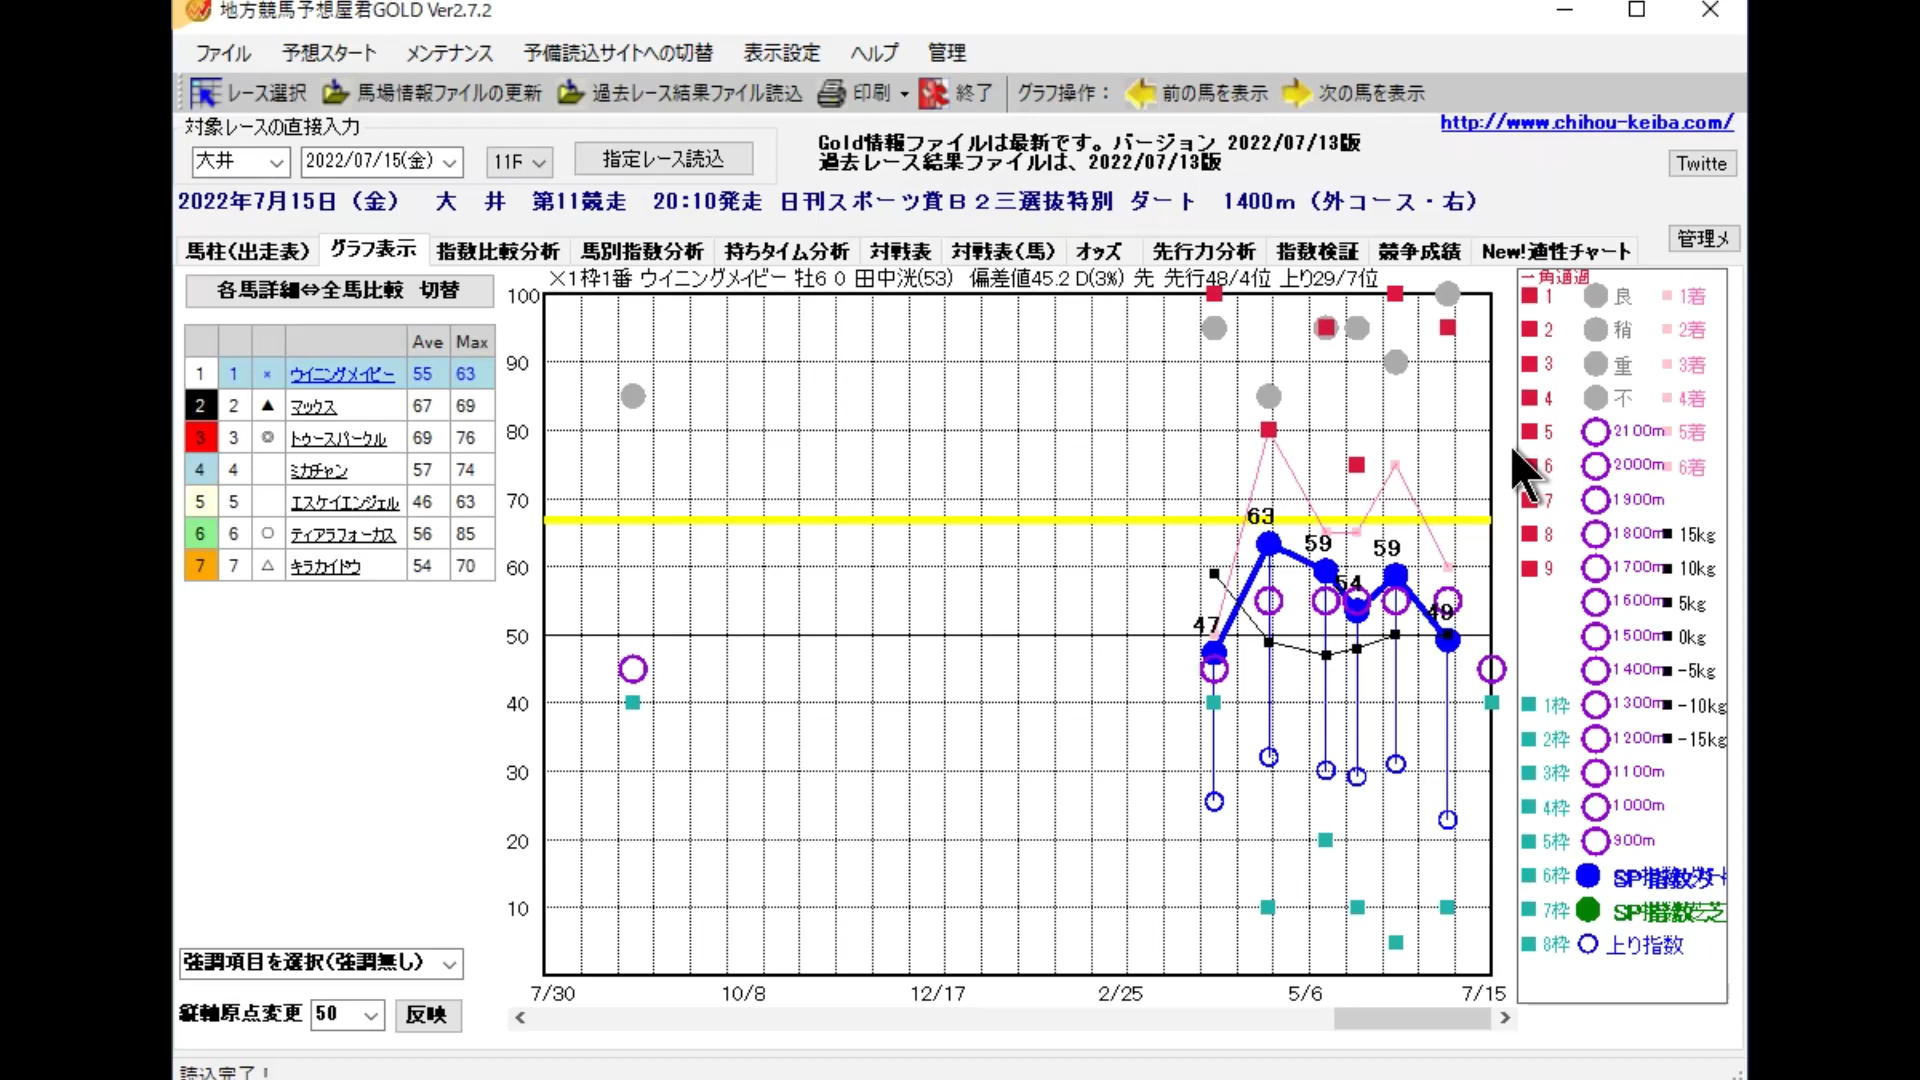 地方競馬予想屋君GOLD Ver2.7.2
ファイル 予想スタート メンテナンス 予備読込サイトへの切替 表示設定 ヘルプ 管理
レース選択 馬場情報ファイルの更新 過去レース結果ファイル読込 印刷 終了 グラフ操作： 前の馬を表示 次の馬を表示
http://www.chihou-keiba.com/
対象レースの直接入力
大井 2022/07/15(金) 11F 指定レース読込
Gold情報ファイルは最新です。バージョン 2022/07/13版
過去レース結果ファイルは、2022/07/13版
Twitte
2022年7月15日（金） 大 井 第11競走 20:10発走 日刊スポーツ賞Ｂ２三選抜特別 ダート 1400m（外コース・右）
管理メ
馬柱(出走表) グラフ表示 指数比較分析 馬別指数分析 持ちタイム分析 対戦表 対戦表(馬) オッズ 先行力分析 指数検証 競争成績 New!適性チャート
各馬詳細⇔全馬比較 切替
×1枠1番 ウイニングメイビー 牡6 0 田中洸(53) 偏差値45.2 D(3%) 先 先行48/4位 上り29/7位
Ave Max
1 1 × ウイニングメイビー 55 63
2 2 ▲ マックス 67 69
3 3 ◎ トゥースパークル 69 76
4 4 ミカチャン 57 74
5 5 エスケイエンジェル 46 63
6 6 ○ ティアラフォーカス 56 85
7 7 △ キラカイドウ 54 70
100
90
80
70
60
50
40
30
20
10
47 63 59 54 59 49
7/30 10/8 12/17 2/25 5/6 7/15
一角通過
1 良 1着
2 稍 2着
3 重 3着
4 不 4着
5 2100m 5着
6 2000m 6着
7 1900m
8 1800m 15kg
9 1700m 10kg
1600m 5kg
1500m 0kg
1400m -5kg
1枠 1300m -10kg
2枠 1200m -15kg
3枠 1100m
4枠 1000m
5枠 900m
6枠 SP指数
7枠 SP指数
8枠 上り指数
強調項目を選択(強調無し)
縦軸原点変更 50 反映
読込完了！